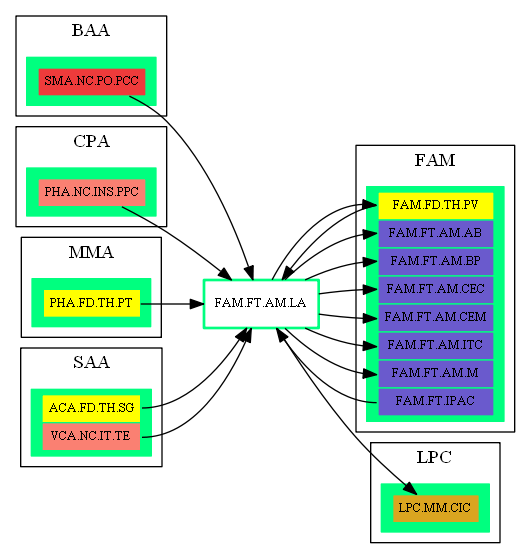 BAA
SMA.NC.PO.PCC
CPA
PHA.NC.INS.PPC
MMA
PHA.FD.TH.PT
SAA
ACA.FD.TH.SG
VCA.NC.IT.TE
FAM.FT.AM.LA
FAM
FAM.FD.TH.PV
FAM.FT.AM.AB
FAM.FT.AM.BP
FAM.FT.AM.CEC
FAM.FT.AM.CEM
FAM.FT.AM.ITC
FAM.FT.AM.M
FAM.FT.IPAC
LPC
LPC.MM.CIC